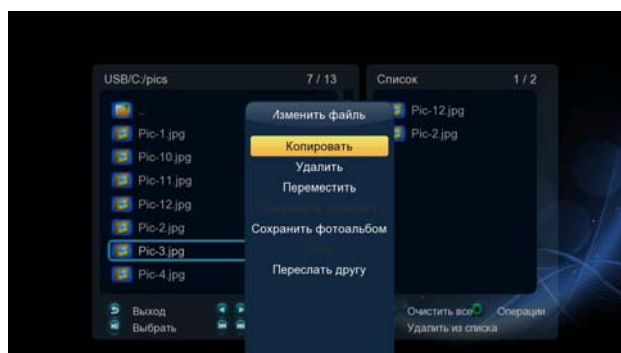 USB/C:/pics 7 / 13
..
Pic-1.jpg
Pic-10.jpg
Pic-11.jpg
Pic-12.jpg
Pic-2.jpg
Pic-3.jpg
Pic-4.jpg
Изменить файл
Копировать
Удалить
Переместить
Сохранить фотоальбом
Переслать другу
Список 1 / 2
Pic-12.jpg
Pic-2.jpg
Выход
Выбрать
Очистить все Операции
Удалить из списка